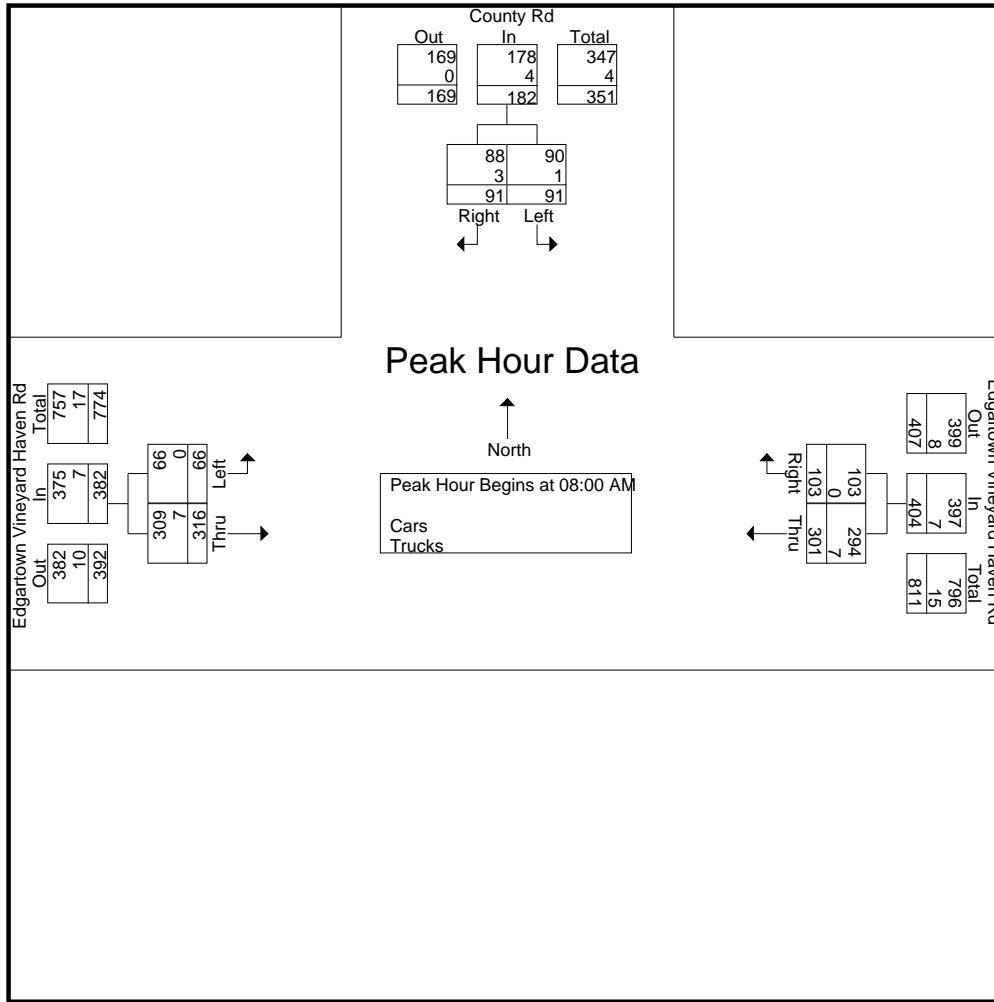 County Rd
Out In Total
169 178 347
0 4 4
169 182 351
88 90
3 1
91 91
Right Left
Peak Hour Data
North
Peak Hour Begins at 08:00 AM
Cars
Trucks
Edgartown Vineyard Haven Rd
Out In Total
382 375 757
10 7 17
392 382 774
66 309
0 7
66 316
Left Thru
Edgartown Vineyard Haven Rd
Out In Total
399 397 796
8 7 15
407 404 811
103 294
0 7
103 301
Right Thru